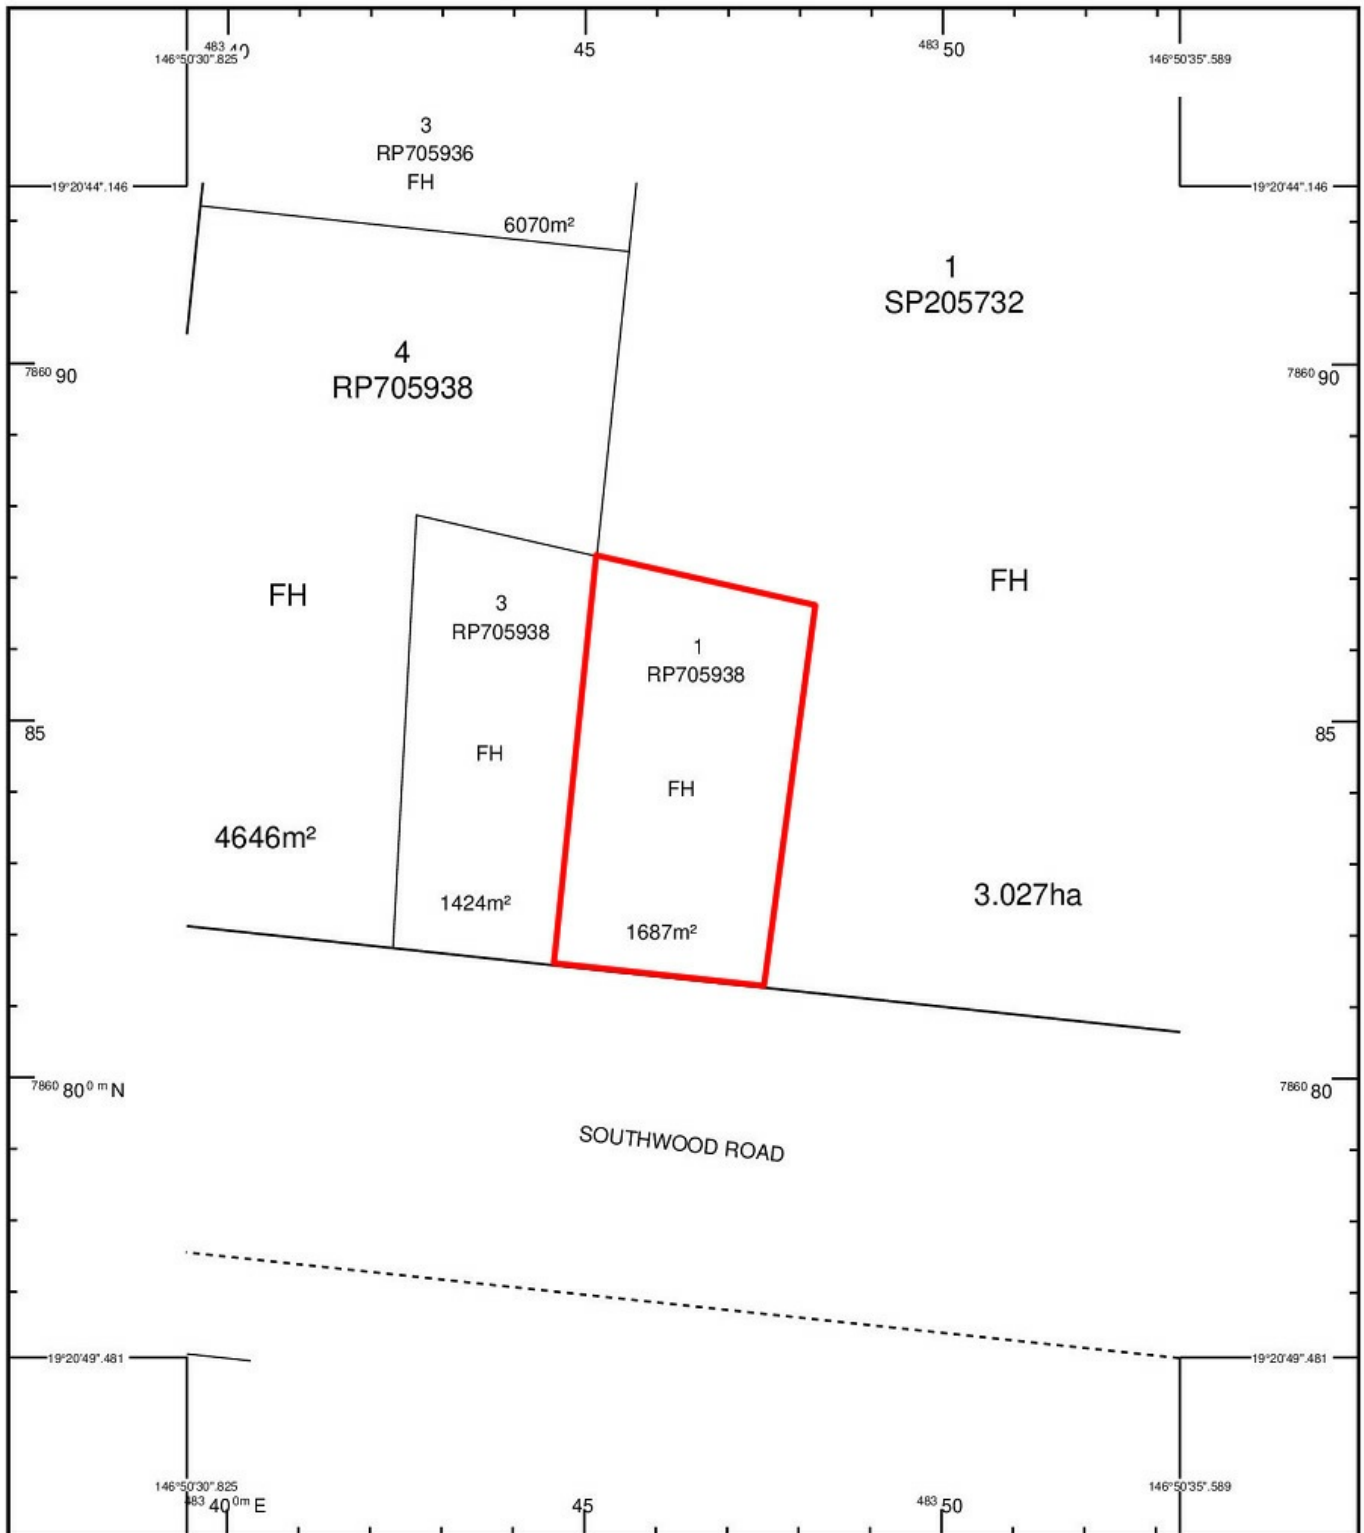 483 40
45
483 50
146°50'30".825
146°50'35".589
3
RP705936
FH
19°20'44".146
19°20'44".146
6070m²
1
SP205732
4
RP705938
7860 90
7860 90
FH
3
RP705938
FH
1
RP705938
85
85
FH
FH
4646m²
3.027ha
1424m²
1687m²
7860 80 0 m N
7860 80
SOUTHWOOD ROAD
19°20'49".481
19°20'49".481
146°50'30".825
146°50'35".589
483 40 0m E
45
483 50